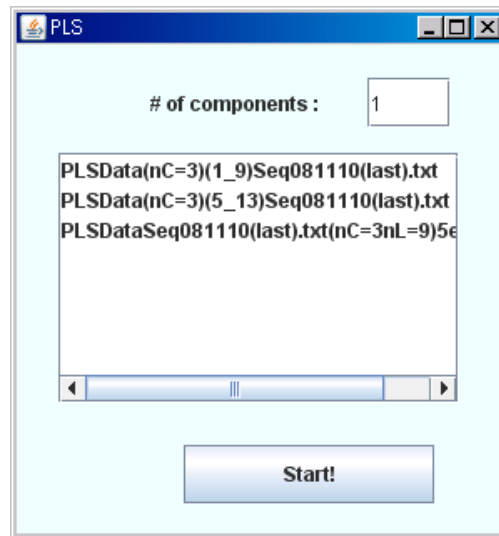 PLS
# of components :
1
PLSData(nC=3)(1_9)Seq081110(last).txt
PLSData(nC=3)(5_13)Seq081110(last).txt
PLSDataSeq081110(last).txt(nC=3nL=9)5e
Start!